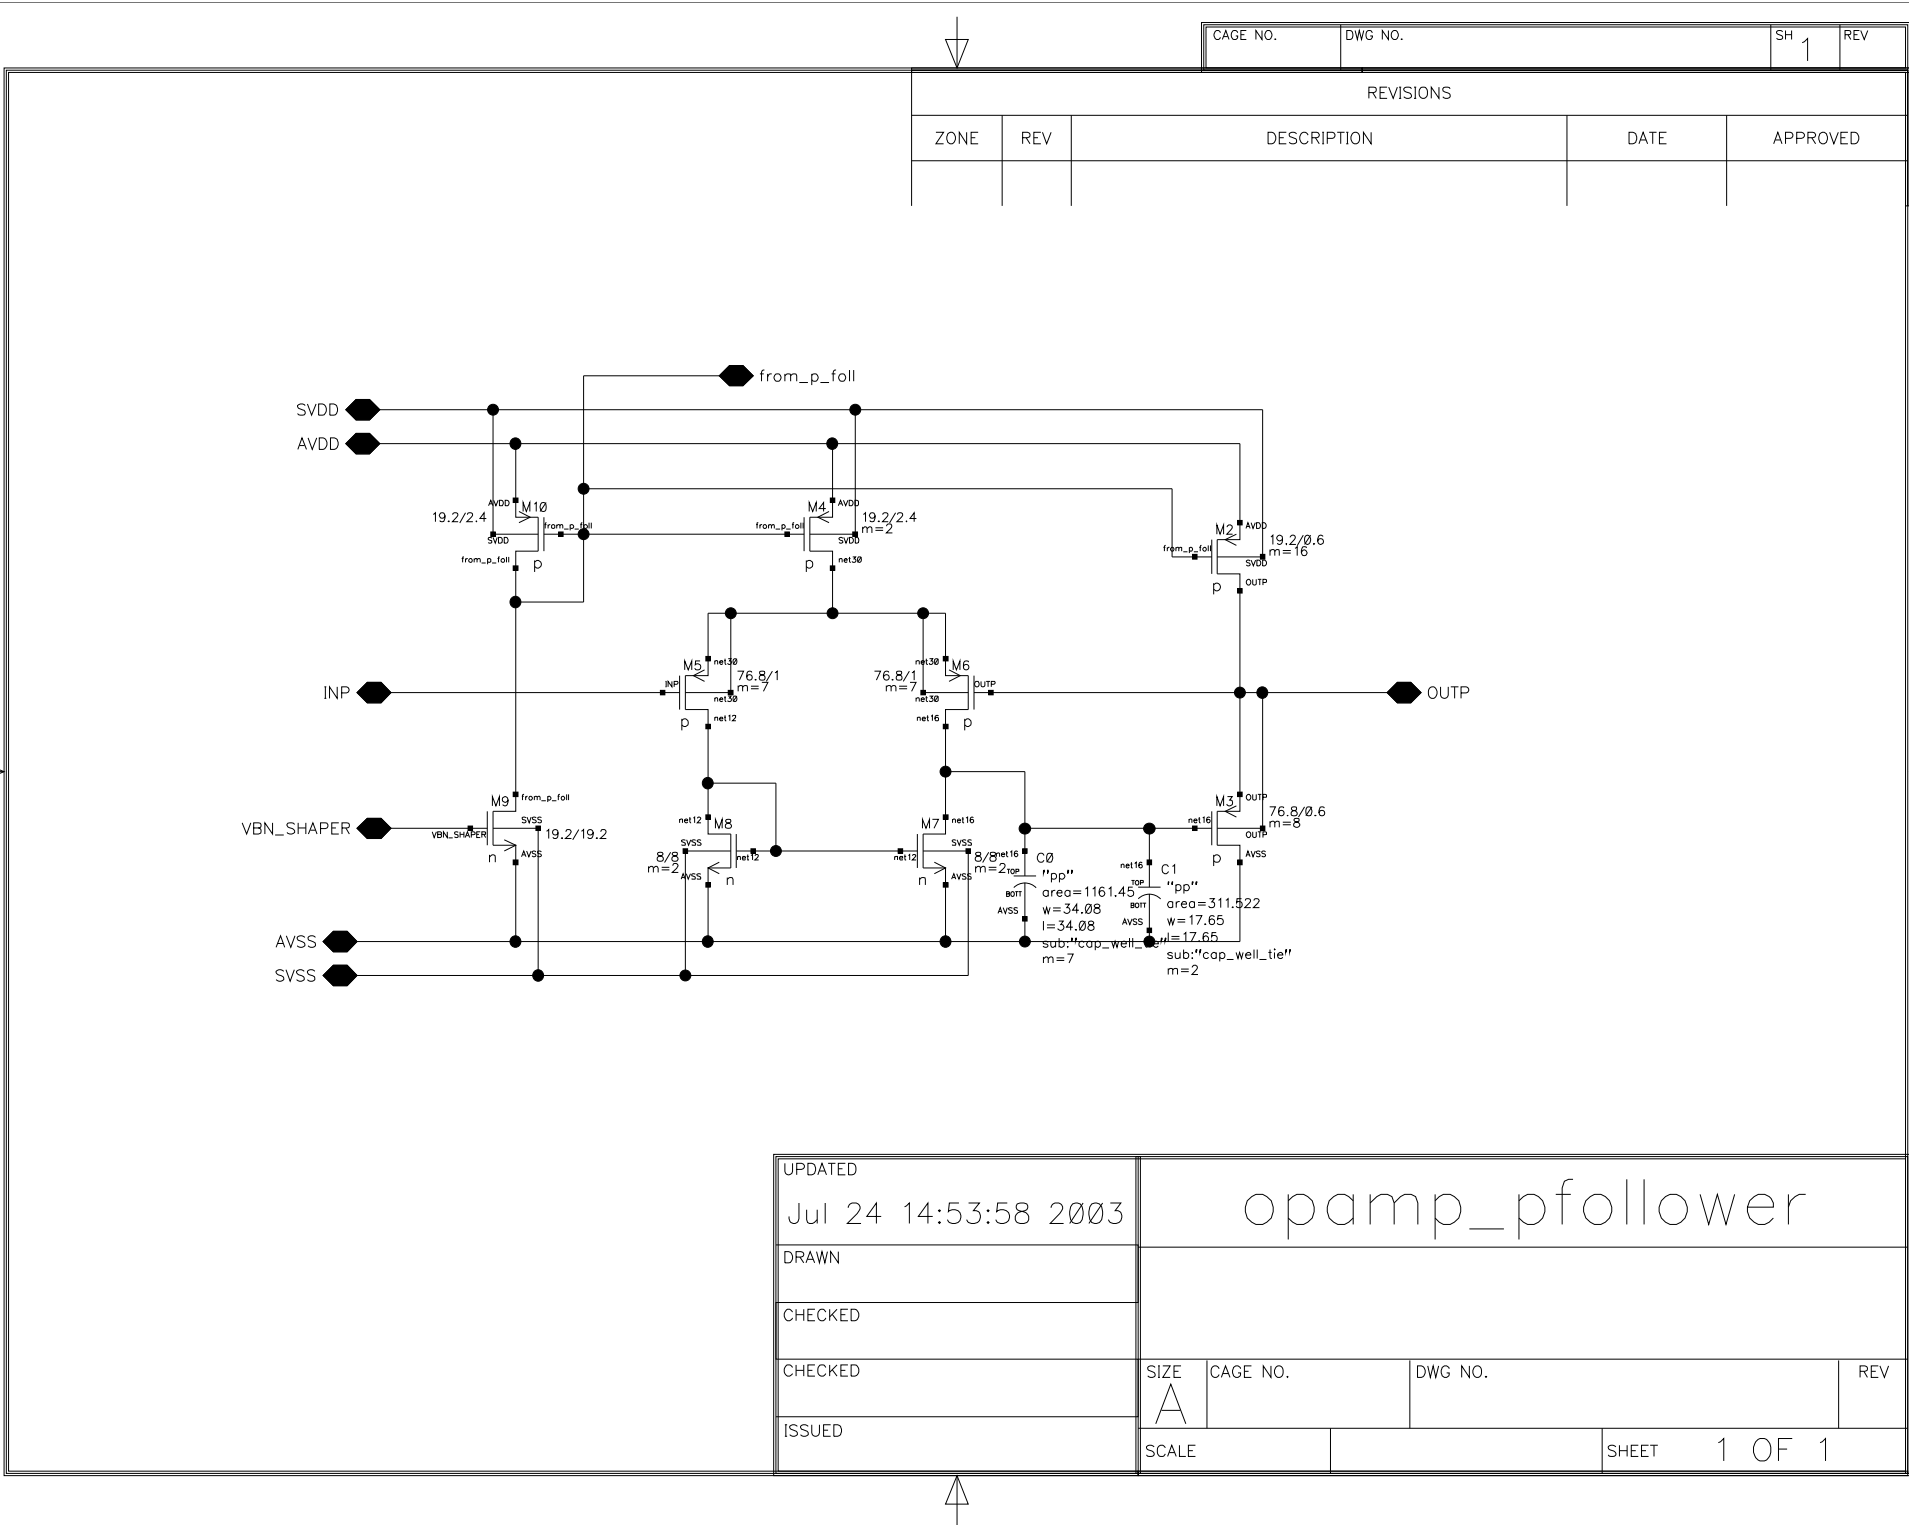 CAGE NO.
DWG NO.
SH 1
REV
REVISIONS
ZONE REV DESCRIPTION DATE APPROVED
from_p_foll
SVDD
AVDD
AVDD M10
19.2/2.4
from_p_foll
SVDD
from_p_foll
p
M4 AVDD
19.2/2.4
from_p_foll
m=2
SVDD
net30
p
M2 AVDD
19.2/0.6
from_p_foll
m=16
SVDD
OUTP
p
M5 net30
76.8/1
INP
m=7
net30
net12
p
net30 M6
76.8/1
m=7
OUTP
net30
net16
p
INP
OUTP
M9 from_p_foll
SVSS
VBN_SHAPER
VBN_SHAPER
19.2/19.2
AVSS
n
net12 M8
SVSS
8/8
net12
m=2
AVSS
n
M7 net16
SVSS
net12
8/8
m=2
AVSS
n
M3 OUTP
76.8/0.6
net16
m=8
OUTP
AVSS
p
net16 C0
TOP "pp"
BOTT area=1161.45
AVSS w=34.08
l=34.08
sub:"cap_well_tie"
m=7
net16 C1
TOP "pp"
BOTT area=311.522
AVSS w=17.65
l=17.65
sub:"cap_well_tie"
m=2
AVSS
SVSS
UPDATED
Jul 24 14:53:58 2003
DRAWN
CHECKED
CHECKED
ISSUED
opamp_pfollower
SIZE
A
CAGE NO.
DWG NO.
REV
SCALE
SHEET 1 OF 1